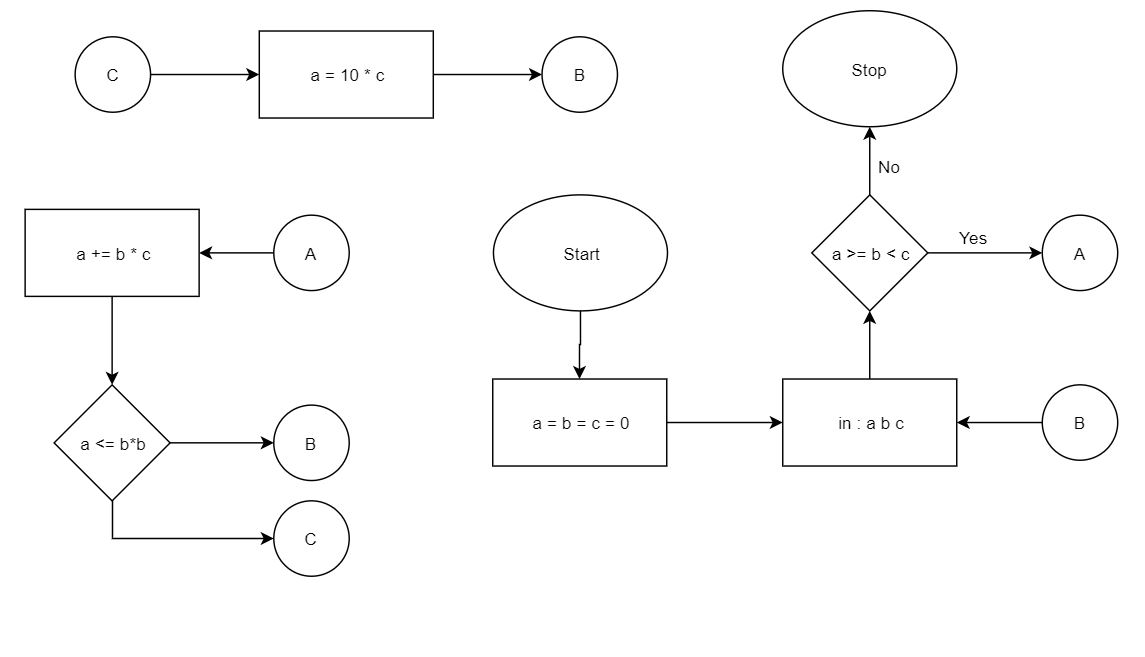 C
a = 10 * c
B
Stop
No
a += b * c
A
Start
a >= b < c
Yes
A
a <= b*b
B
C
a = b = c = 0
in : a b c
B